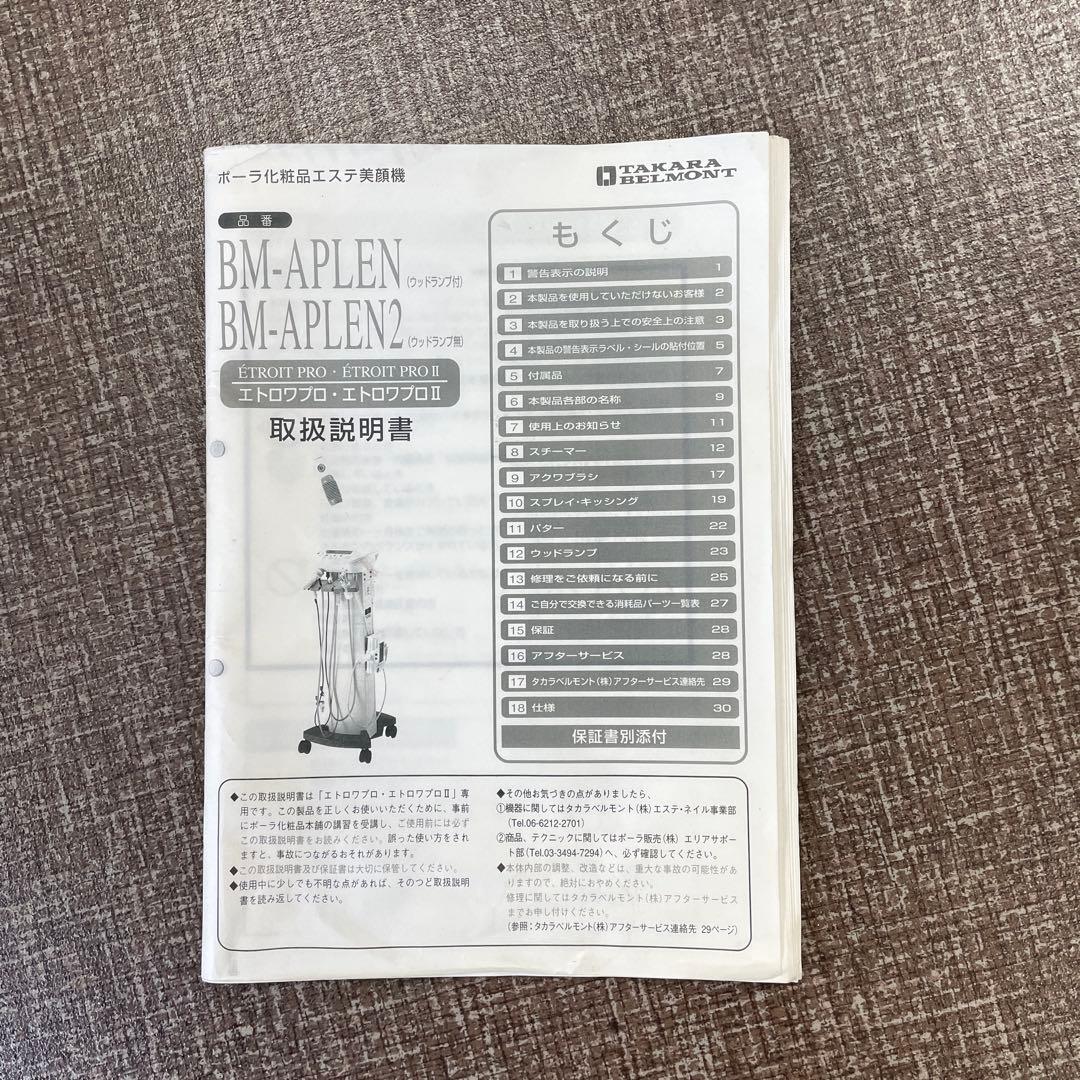 ポーラ化粧品エステ美顔機
TAKARA BELMONT
品番
BM-APLEN (ウッドランプ付)
BM-APLEN2 (ウッドランプ無)
ÉTROIT PRO・ÉTROIT PRO II
エトロワプロ・エトロワプロII
取扱説明書
もくじ
1 警告表示の説明 1
2 本製品を使用していただけないお客様 2
3 本製品を取り扱う上での安全上の注意 3
4 本製品の警告表示ラベル・シールの貼付位置 5
5 付属品 7
6 本製品各部の名称 9
7 使用上のお知らせ 11
8 スチーマー 12
9 アクワブラシ 17
10 スプレイ・キッシング 19
11 パター 22
12 ウッドランプ 23
13 修理をご依頼になる前に 25
14 ご自分で交換できる消耗品パーツ一覧表 27
15 保証 28
16 アフターサービス 28
17 タカラベルモント(株)アフターサービス連絡先 29
18 仕様 30
保証書別添付
◆この取扱説明書は「エトロワプロ・エトロワプロII」専
用です。この製品を正しくお使いいただくために、事前
にポーラ化粧品本舗の講習を受講し、ご使用前には必ず
この取扱説明書をお読みください。誤った使い方をされ
ますと、事故につながるおそれがあります。
◆この取扱説明書及び保証書は大切に保管してください。
◆使用中に少しでも不明な点があれば、そのつど取扱説明
書を読み返してください。
◆その他お気づきの点がありましたら、
①機器に関してはタカラベルモント(株)エステ・ネイル事業部
(Tel.06-6212-2701)
②商品、テクニックに関してはポーラ販売(株) エリアサポー
ト部(Tel.03-3494-7294)へ、必ず確認してください。
◆本体内部の調整、改造などは、重大な事故の可能性があ
りますので、絶対におやめください。
修理に関してはタカラベルモント(株)アフターサービス
までお申し付けください。
(参照：タカラベルモント(株)アフターサービス連絡先 29ページ)